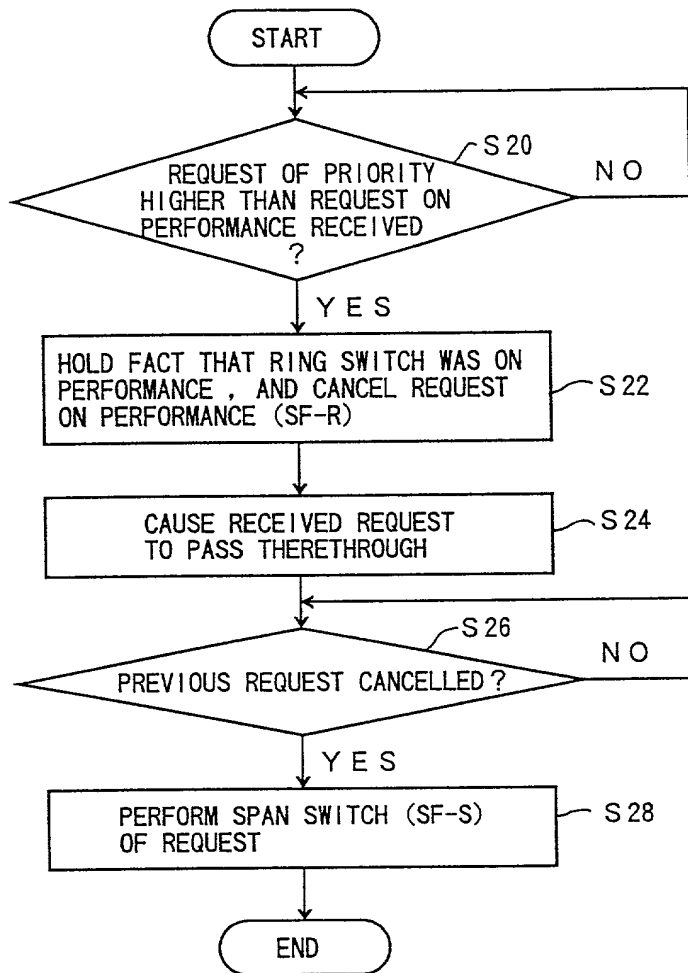 START
S20
REQUEST OF PRIORITY
HIGHER THAN REQUEST ON
PERFORMANCE RECEIVED
?
NO
YES
HOLD FACT THAT RING SWITCH WAS ON
PERFORMANCE , AND CANCEL REQUEST
ON PERFORMANCE (SF-R)
S22
CAUSE RECEIVED REQUEST
TO PASS THERETHROUGH
S24
S26
PREVIOUS REQUEST CANCELLED?
NO
YES
PERFORM SPAN SWITCH (SF-S)
OF REQUEST
S28
END